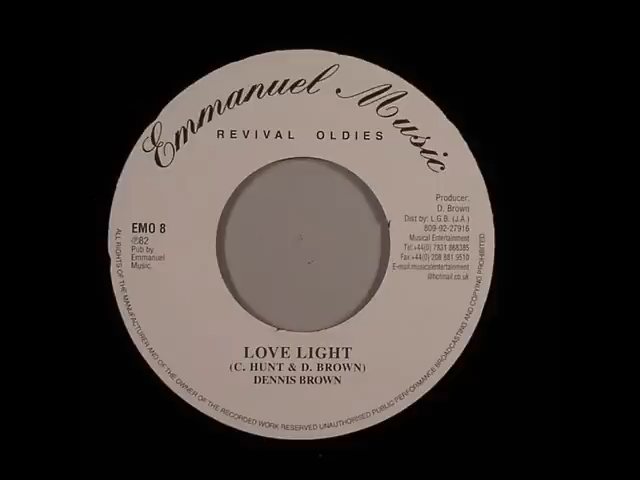 Emmanuel Music
REVIVAL OLDIES
EMO 8
℗82
Pub by
Emmanuel
Music.
Producer:
D. Brown
Dist by: L.G.B. (J.A.)
809-92-27916
Musical Entertainment
Tel:+44(0) 7831 868385
Fax:+44(0) 208 881 9510
E-mail:musicalentertainment
@hotmail.co.uk
LOVE LIGHT
(C. HUNT & D. BROWN)
DENNIS BROWN
ALL RIGHTS OF THE MANUFACTURER AND OF THE OWNER OF THE RECORDED WORK RESERVED UNAUTHORISED PUBLIC PERFORMANCE BROADCASTING AND COPYING PROHIBITED.